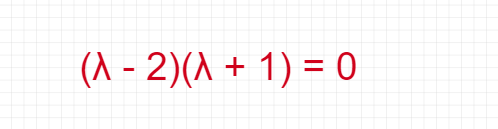 (λ - 2)(λ + 1) = 0